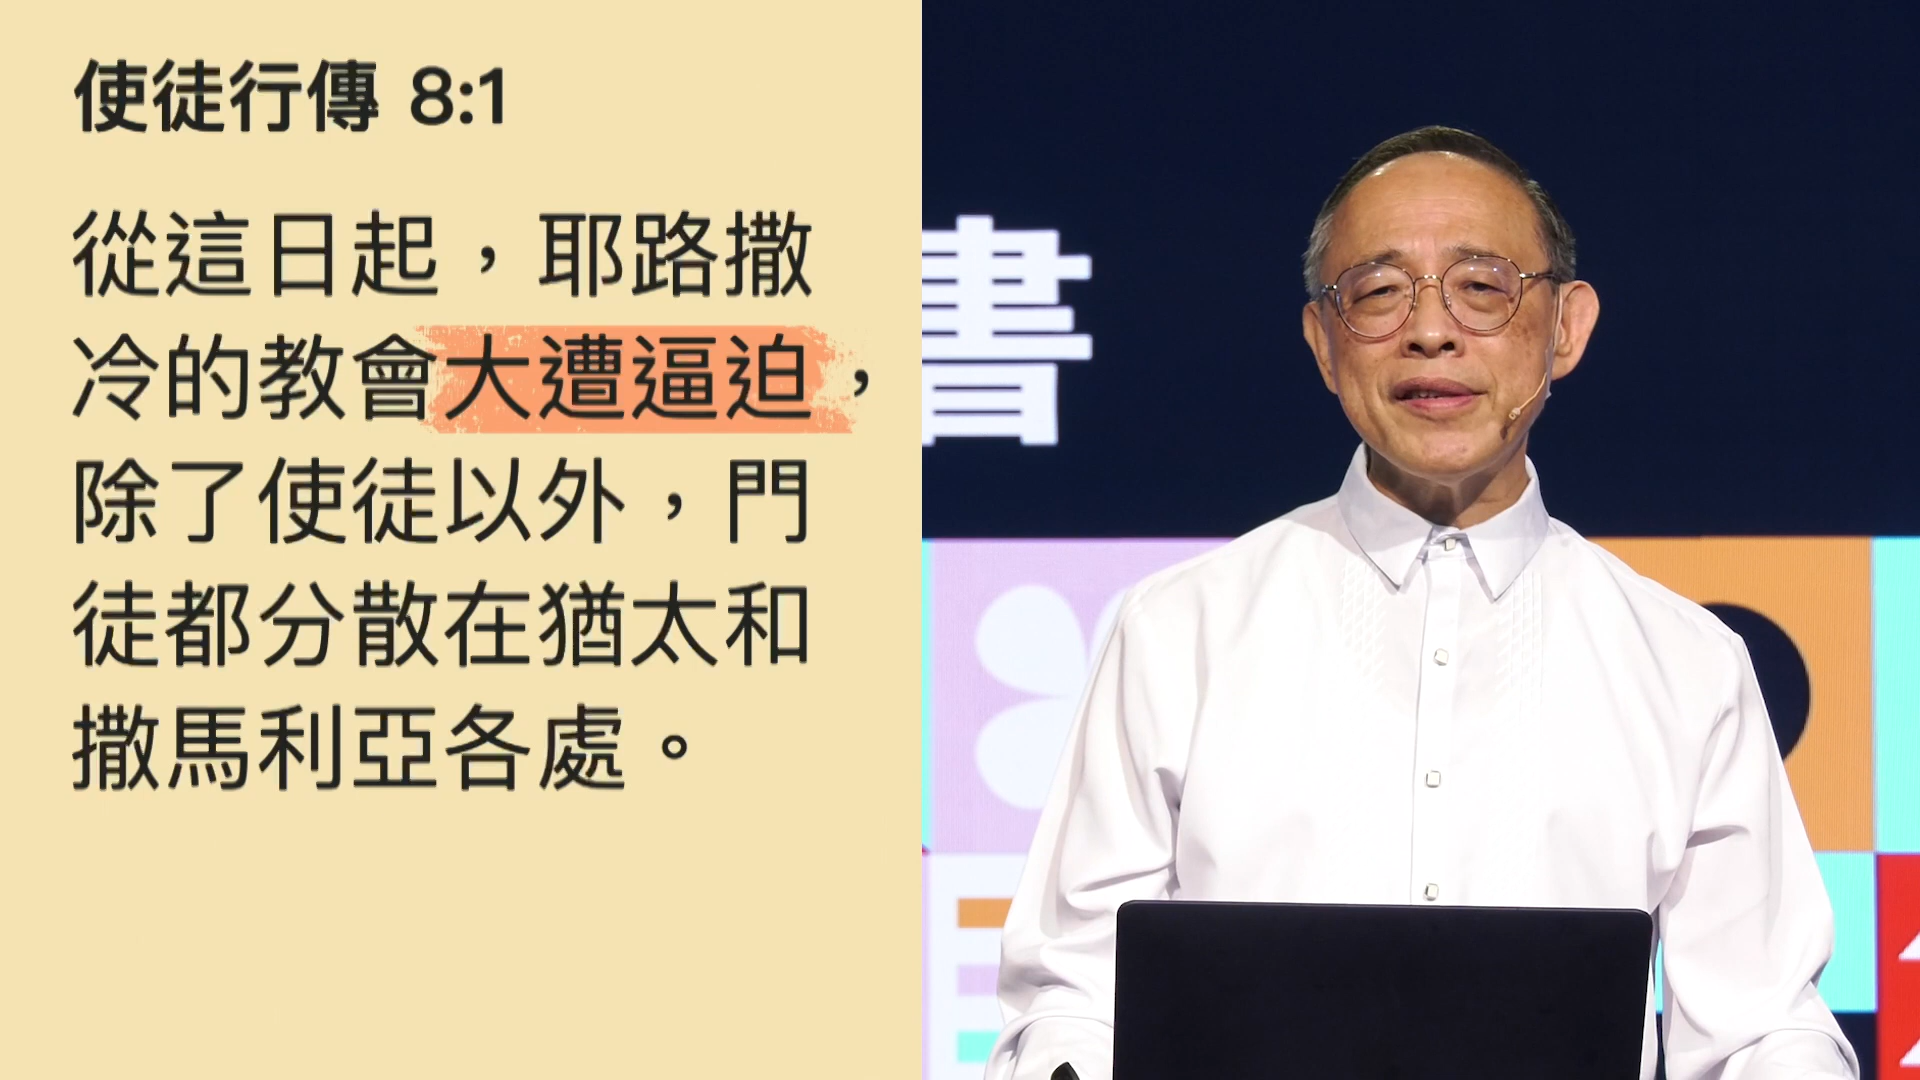 使徒行傳 8:1
從這日起，耶路撒
冷的教會大遭逼迫，
除了使徒以外，門
徒都分散在猶太和
撒馬利亞各處。
書